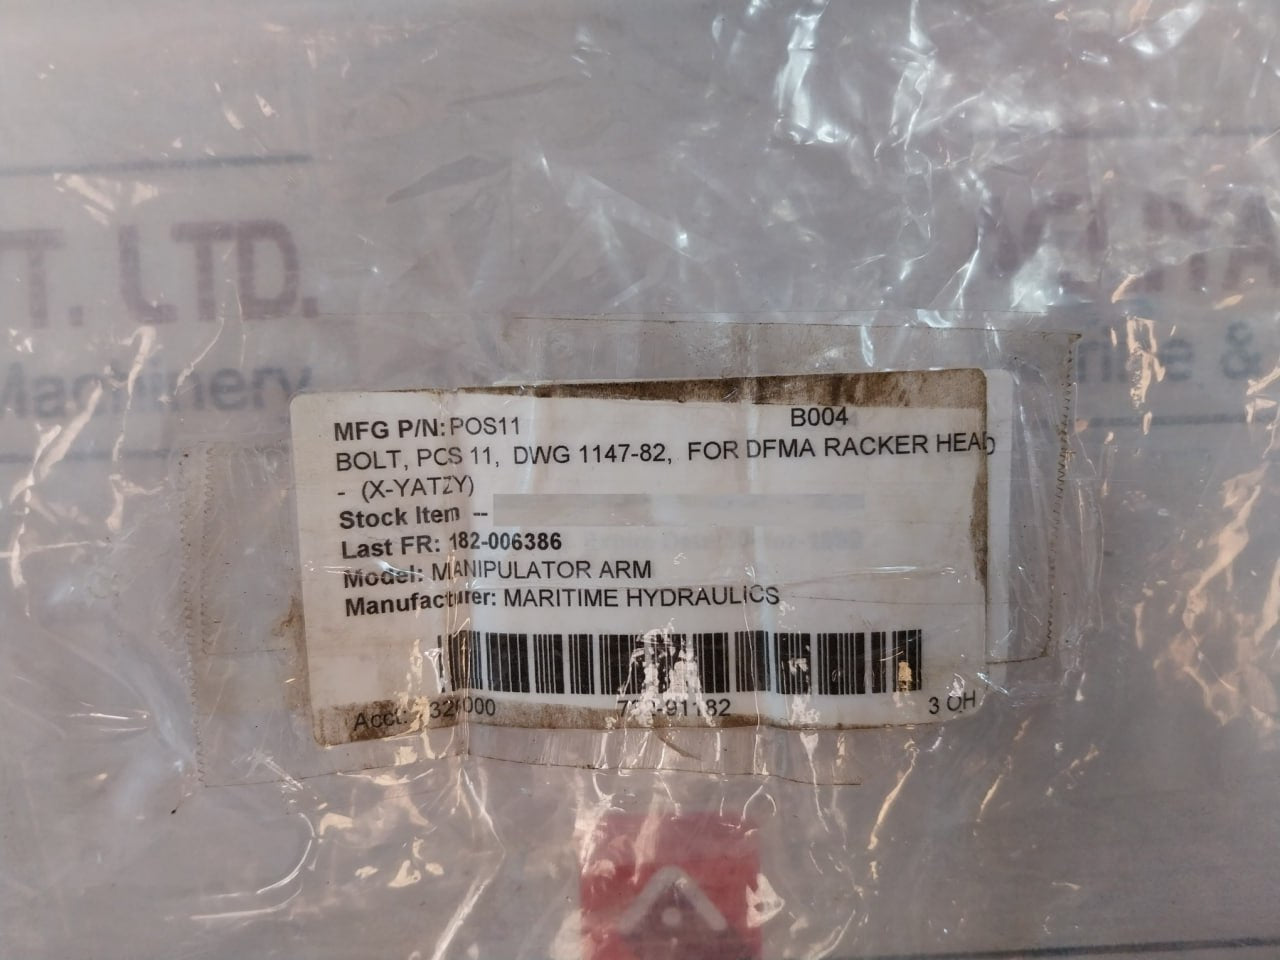 T. LTD.
Machinery
& 
MFG P/N: POS11 B004
BOLT, PCS 11, DWG 1147-82, FOR DFMA RACKER HEAD
- (X-YATZY)
Stock Item --
Last FR: 182-006386
Model: MANIPULATOR ARM
Manufacturer: MARITIME HYDRAULICS
Acct: 3 OH